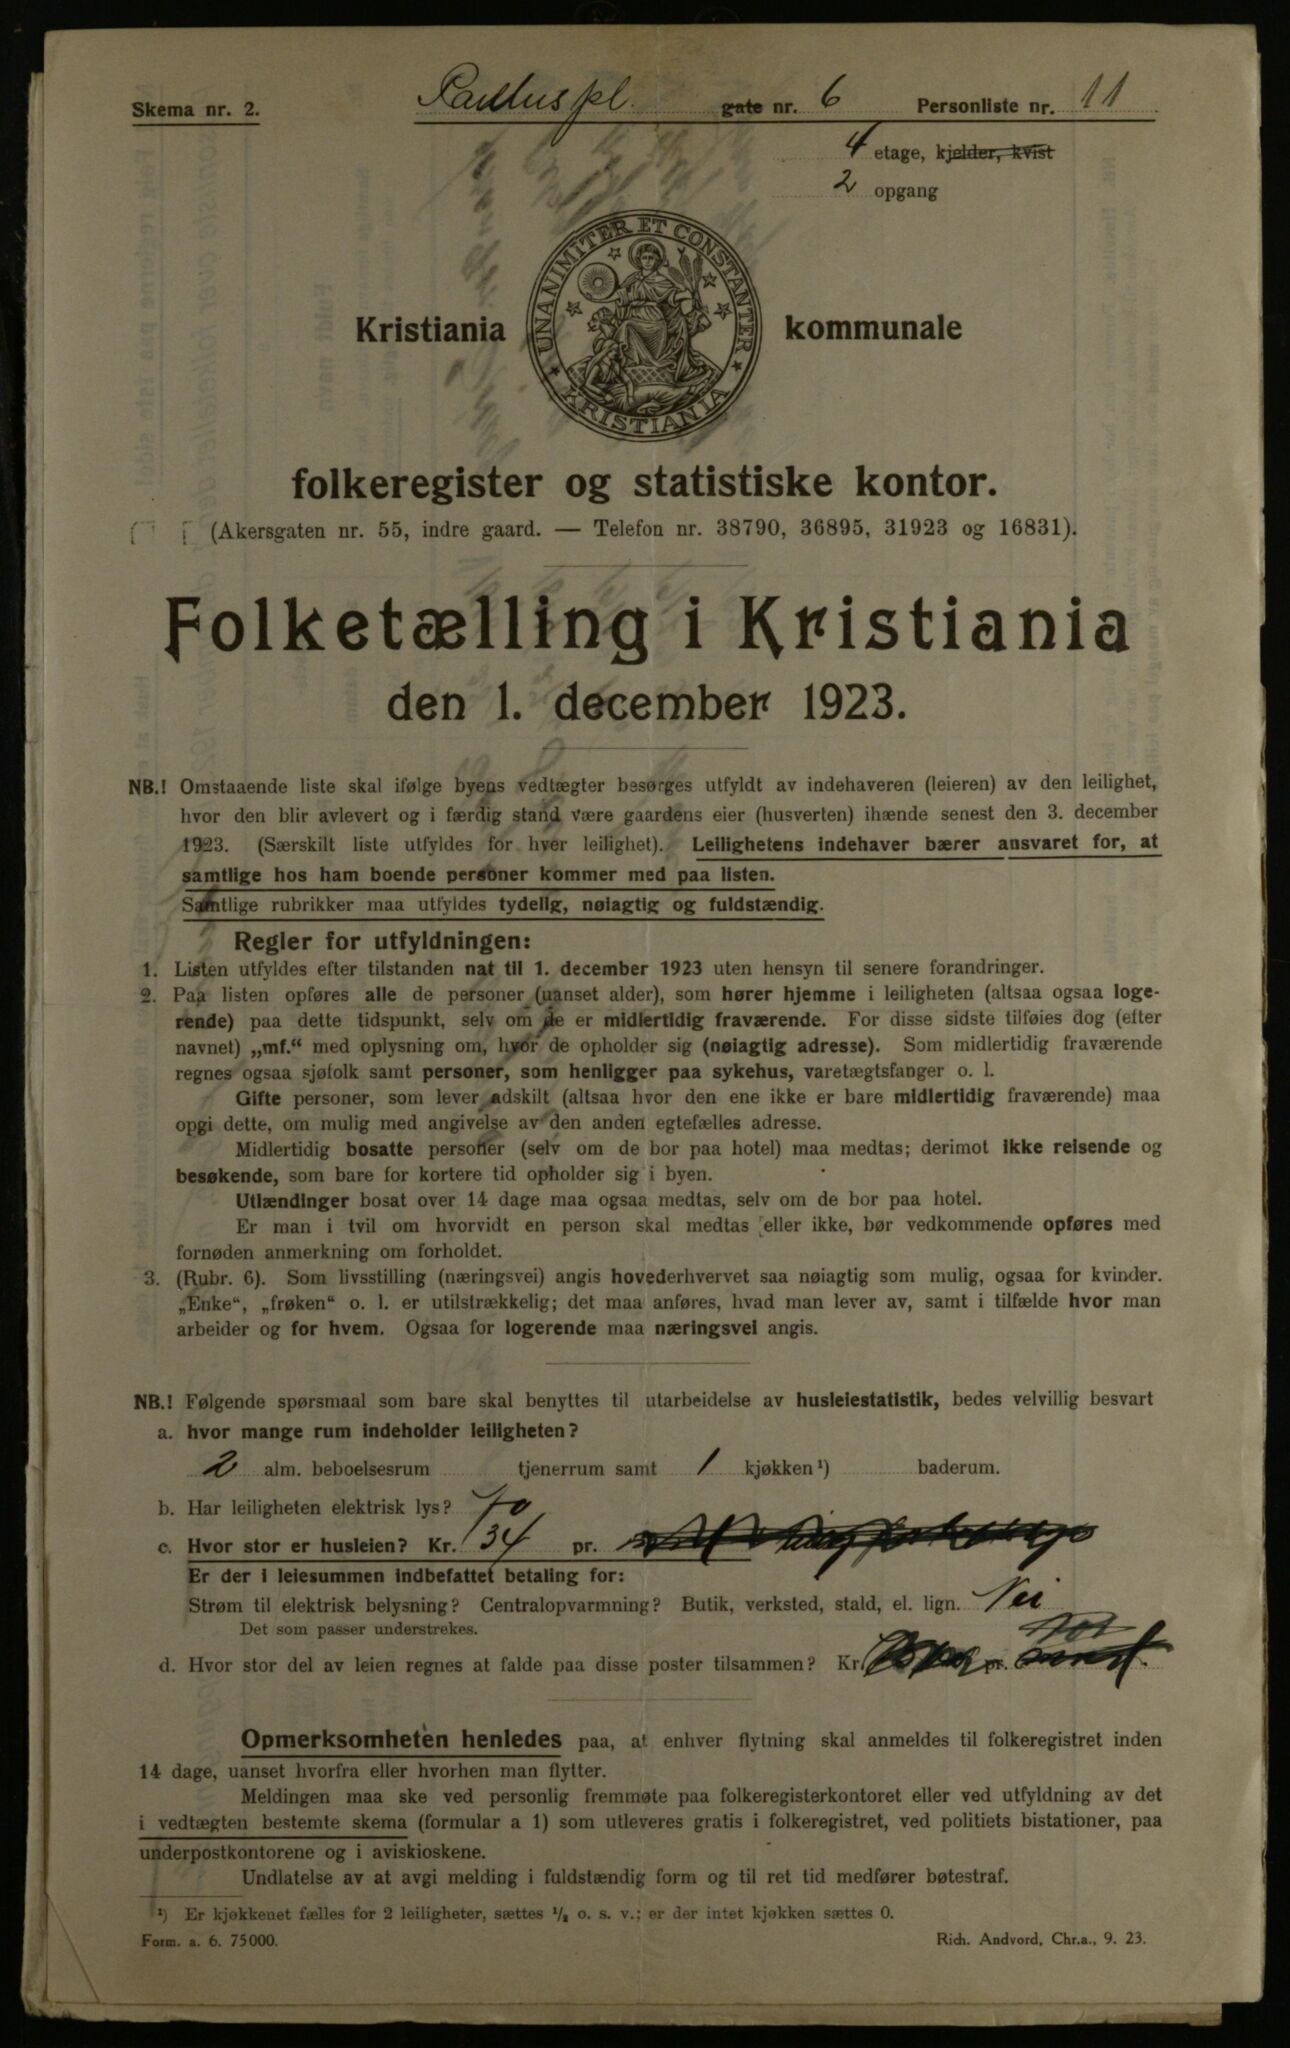 Skema nr. 2.
Paulus pl. gate nr. 6 Personliste nr. 11
4 etage, kjelder, kvist
2 opgang
UNANIMITER ET CONSTANTER
KRISTIANIA
Kristiania kommunale
folkeregister og statistiske kontor.
(Akersgaten nr. 55, indre gaard. — Telefon nr. 38790, 36895, 31923 og 16831).
Folketælling i Kristiania
den 1. december 1923.
NB.! Omstaaende liste skal ifølge byens vedtægter besørges utfyldt av indehaveren (leieren) av den leilighet,
hvor den blir avlevert og i færdig stand være gaardens eier (husverten) ihænde senest den 3. december
1923. (Særskilt liste utfyldes for hver leilighet). Leilighetens indehaver bærer ansvaret for, at
samtlige hos ham boende personer kommer med paa listen.
Samtlige rubrikker maa utfyldes tydelig, nøiagtig og fuldstændig.
Regler for utfyldningen:
1. Listen utfyldes efter tilstanden nat til 1. december 1923 uten hensyn til senere forandringer.
2. Paa listen opføres alle de personer (uanset alder), som hører hjemme i leiligheten (altsaa ogsaa loge-
rende) paa dette tidspunkt, selv om de er midlertidig fraværende. For disse sidste tilføies dog (efter
navnet) „mf.“ med oplysning om, hvor de opholder sig (nøiagtig adresse). Som midlertidig fraværende
regnes ogsaa sjøfolk samt personer, som henligger paa sykehus, varetægtsfanger o. l.
Gifte personer, som lever adskilt (altsaa hvor den ene ikke er bare midlertidig fraværende) maa
opgi dette, om mulig med angivelse av den anden egtefælles adresse.
Midlertidig bosatte personer (selv om de bor paa hotel) maa medtas; derimot ikke reisende og
besøkende, som bare for kortere tid opholder sig i byen.
Utlændinger bosat over 14 dage maa ogsaa medtas, selv om de bor paa hotel.
Er man i tvil om hvorvidt en person skal medtas eller ikke, bør vedkommende opføres med
fornøden anmerkning om forholdet.
3. (Rubr. 6). Som livsstilling (næringsvei) angis hovederhvervet saa nøiagtig som mulig, ogsaa for kvinder.
„Enke“, „frøken“ o. l. er utilstrækkelig; det maa anføres, hvad man lever av, samt i tilfælde hvor man
arbeider og for hvem. Ogsaa for logerende maa næringsvei angis.
NB.! Følgende spørsmaal som bare skal benyttes til utarbeidelse av husleiestatistik, bedes velvillig besvart
a. hvor mange rum indeholder leiligheten?
2 alm. beboelsesrum tjenerrum samt 1 kjøkken ¹) baderum.
b. Har leiligheten elektrisk lys? Ja
c. Hvor stor er husleien? Kr. 34 pr.
Er der i leiesummen indbefattet betaling for:
Strøm til elektrisk belysning? Centralopvarmning? Butik, verksted, stald, el. lign. Nei
Det som passer understrekes.
d. Hvor stor del av leien regnes at falde paa disse poster tilsammen? Kr. pr.
Opmerksomheten henledes paa, at enhver flytning skal anmeldes til folkeregistret inden
14 dage, uanset hvorfra eller hvorhen man flytter.
Meldingen maa ske ved personlig fremmøte paa folkeregisterkontoret eller ved utfyldning av det
i vedtægten bestemte skema (formular a 1) som utleveres gratis i folkeregistret, ved politiets bistationer, paa
underpostkontorene og i aviskioskene.
Undlatelse av at avgi melding i fuldstændig form og til ret tid medfører bøtestraf.
¹) Er kjøkkenet fælles for 2 leiligheter, sættes ½ o. s. v.; er der intet kjøkken sættes 0.
Form. a. 6. 75000. Rich. Andvord, Chr.a., 9. 23.